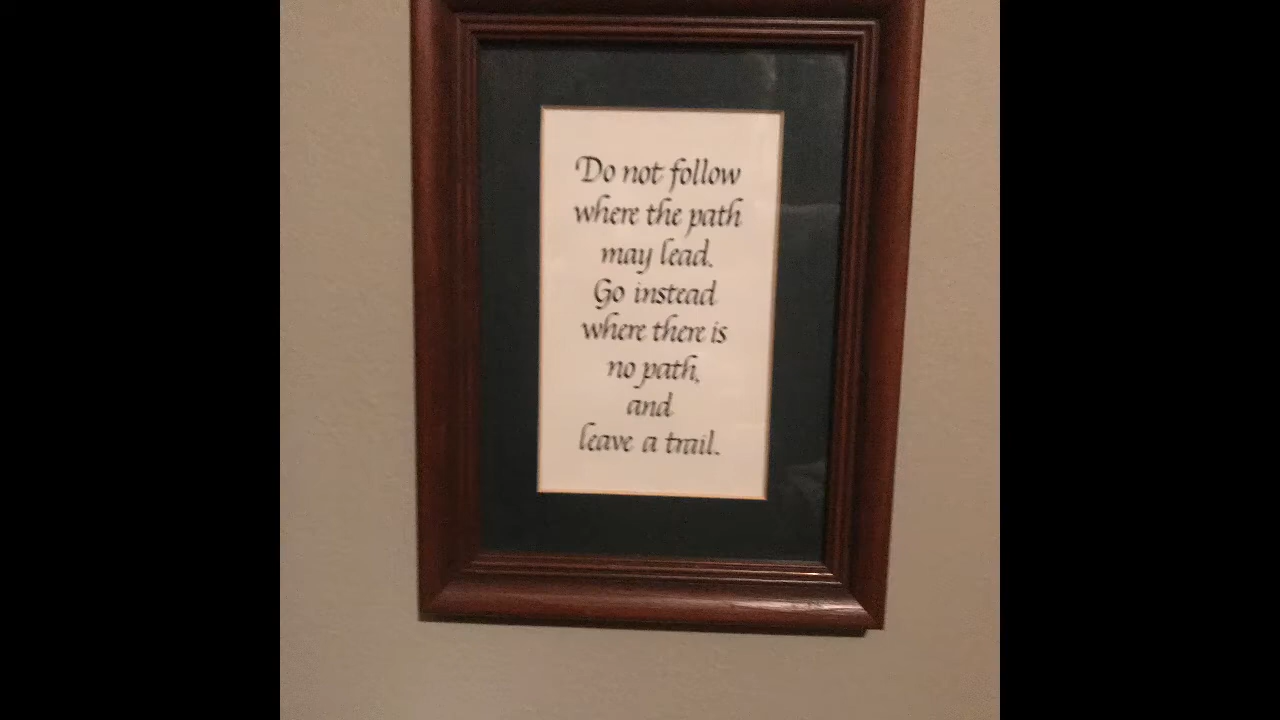 Do not follow
where the path
may lead.
Go instead
where there is
no path,
and
leave a trail.